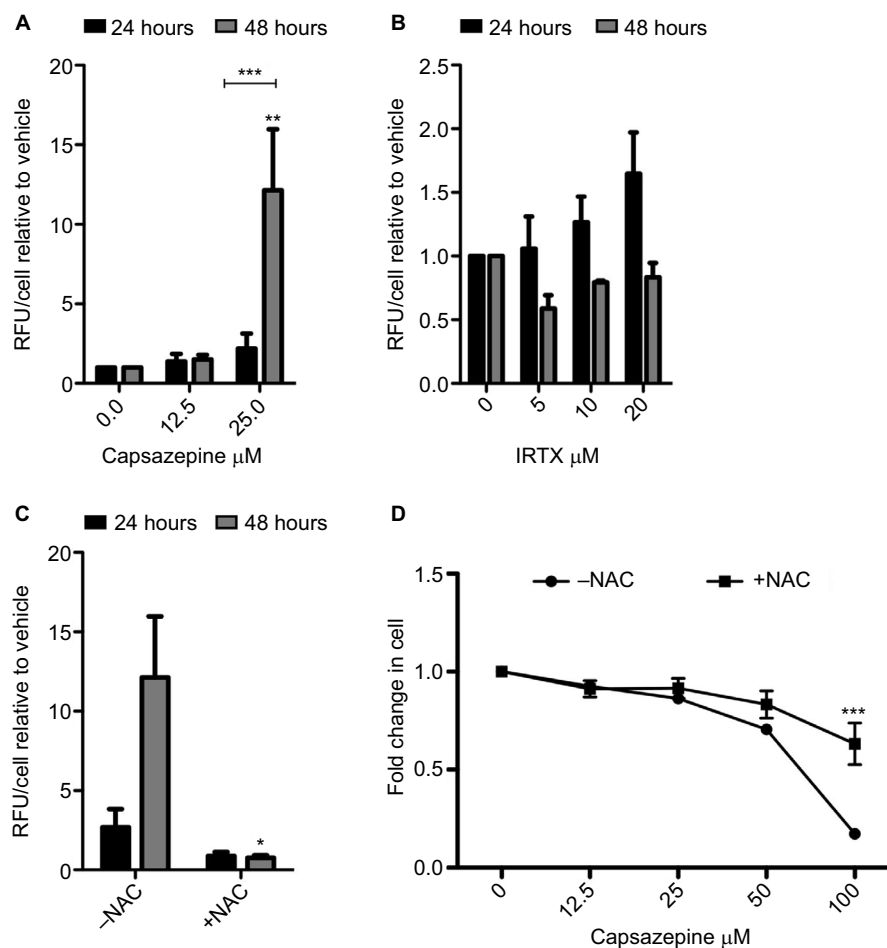 A
24 hours 48 hours
RFU/cell relative to vehicle
20
15
10
5
0
***
**
0.0 12.5 25.0
Capsazepine μM
B
24 hours 48 hours
RFU/cell relative to vehicle
2.5
2.0
1.5
1.0
0.5
0.0
0 5 10 20
IRTX μM
C
24 hours 48 hours
RFU/cell relative to vehicle
20
15
10
5
0
*
–NAC +NAC
D
–NAC +NAC
Fold change in cell
1.5
1.0
0.5
0.0
***
0 12.5 25 50 100
Capsazepine μM